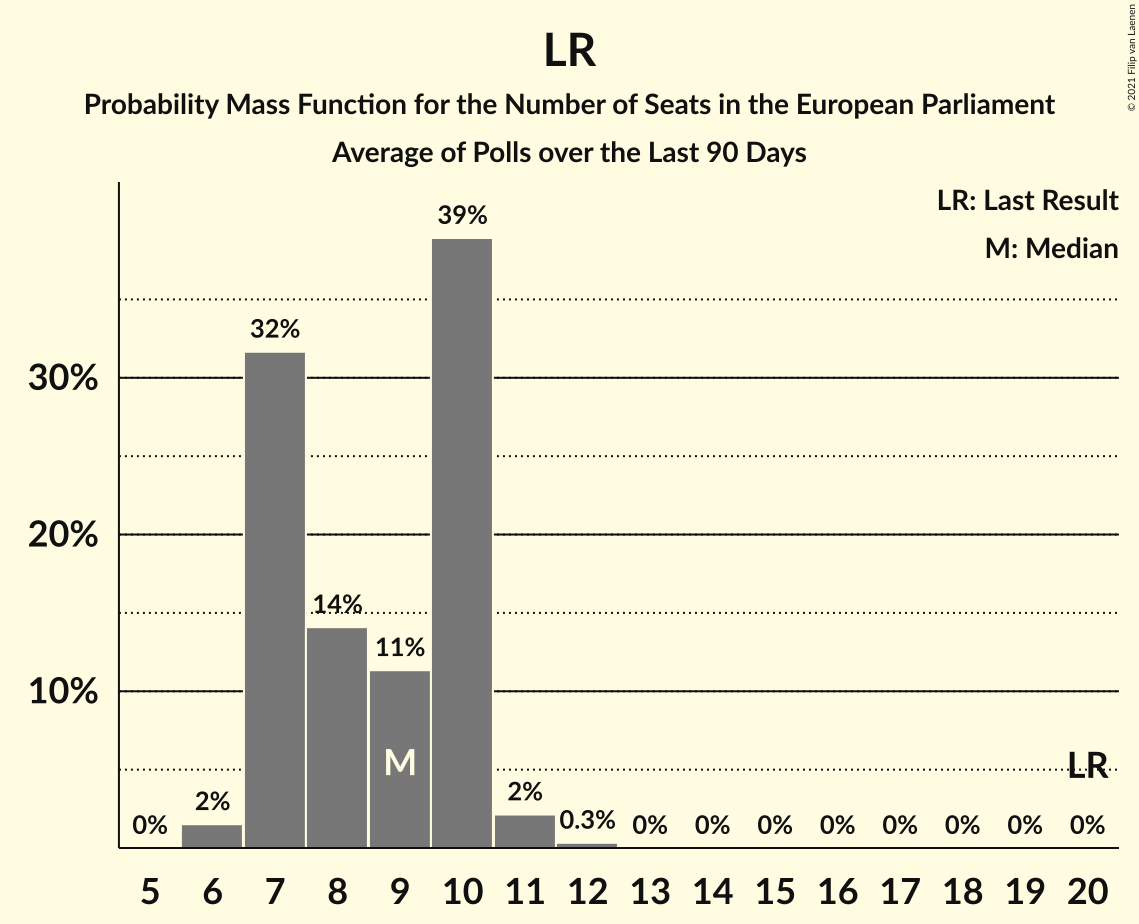 LR
Probability Mass Function for the Number of Seats in the European Parliament
Average of Polls over the Last 90 Days
© 2021 Filip van Laenen
LR: Last Result
M: Median
39%
32%
30%
20%
14%
11%
10%
M
LR
0%
2%
2%
0.3%
0%
0%
0%
0%
0%
0%
0%
0%
5 6 7 8 9 10 11 12 13 14 15 16 17 18 19 20